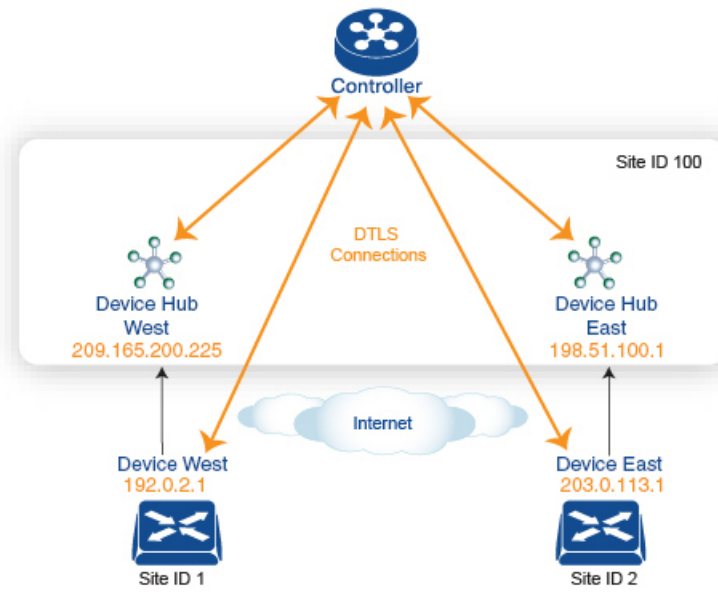 Controller
Site ID 100
DTLS
Connections
Device Hub
West
209.165.200.225
Device Hub
East
198.51.100.1
Internet
Device West
192.0.2.1
Site ID 1
Device East
203.0.113.1
Site ID 2